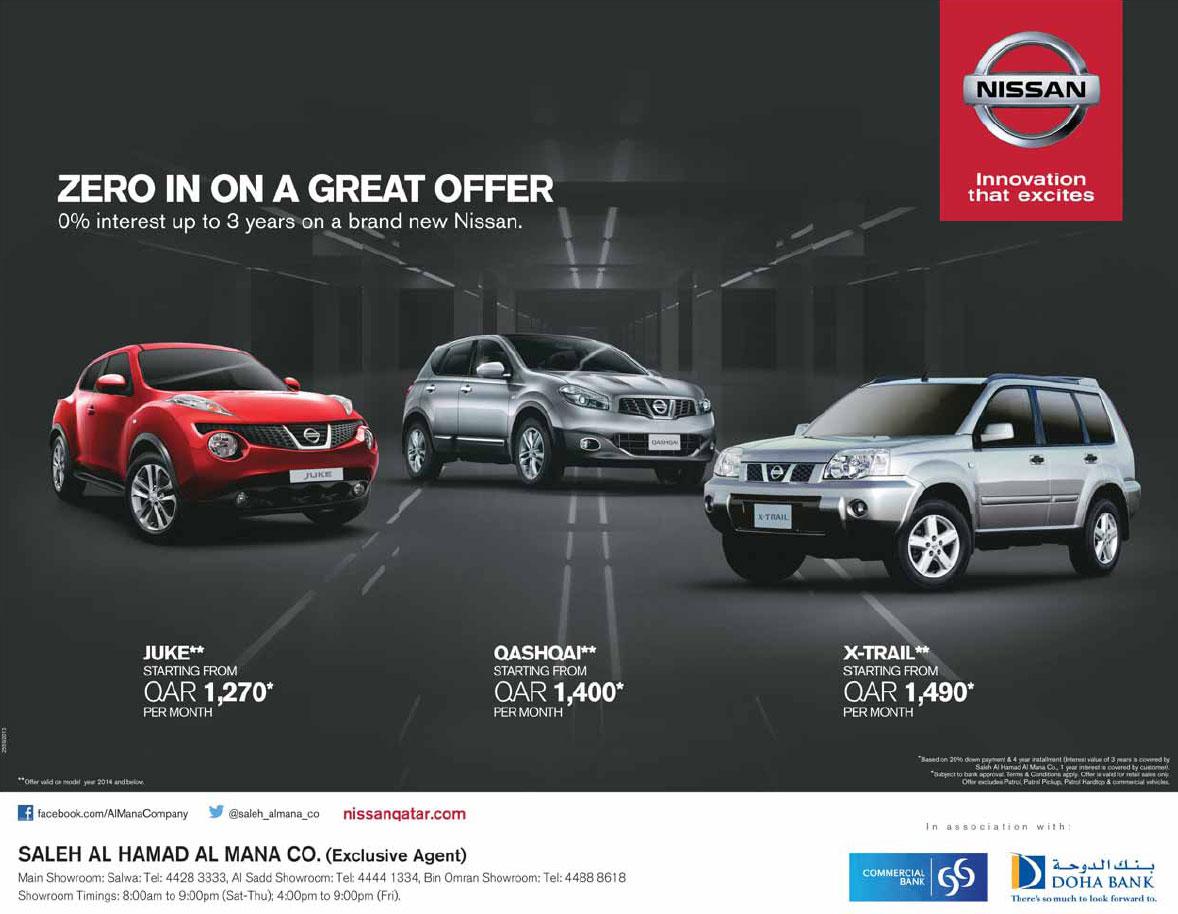 NISSAN
Innovation
that excites
ZERO IN ON A GREAT OFFER
0% interest up to 3 years on a brand new Nissan.
JUKE
QASHQAI
X-TRAIL
JUKE**
STARTING FROM
QAR 1,270*
PER MONTH
QASHQAI**
STARTING FROM
QAR 1,400*
PER MONTH
X-TRAIL**
STARTING FROM
QAR 1,490*
PER MONTH
**Offer valid on model year 2014 and below.
*Based on 20% down payment & 4 year installment (Interest value of 3 years is covered by
Saleh Al Hamad Al Mana Co., 1 year interest is covered by customer).
*Subject to bank approval. Terms & Conditions apply. Offer is valid for retail sales only.
Offer excludes Patrol, Patrol Pickup, Patrol Hardtop & commercial vehicles.
facebook.com/AlManaCompany @saleh_almana_co nissanqatar.com
In association with:
SALEH AL HAMAD AL MANA CO. (Exclusive Agent)
Main Showroom: Salwa: Tel: 4428 3333, Al Sadd Showroom: Tel: 4444 1334, Bin Omran Showroom: Tel: 4488 8618
Showroom Timings: 8:00am to 9:00pm (Sat-Thu); 4:00pm to 9:00pm (Fri).
COMMERCIAL
BANK
بنك الدوحة
DOHA BANK
There's so much to look forward to.